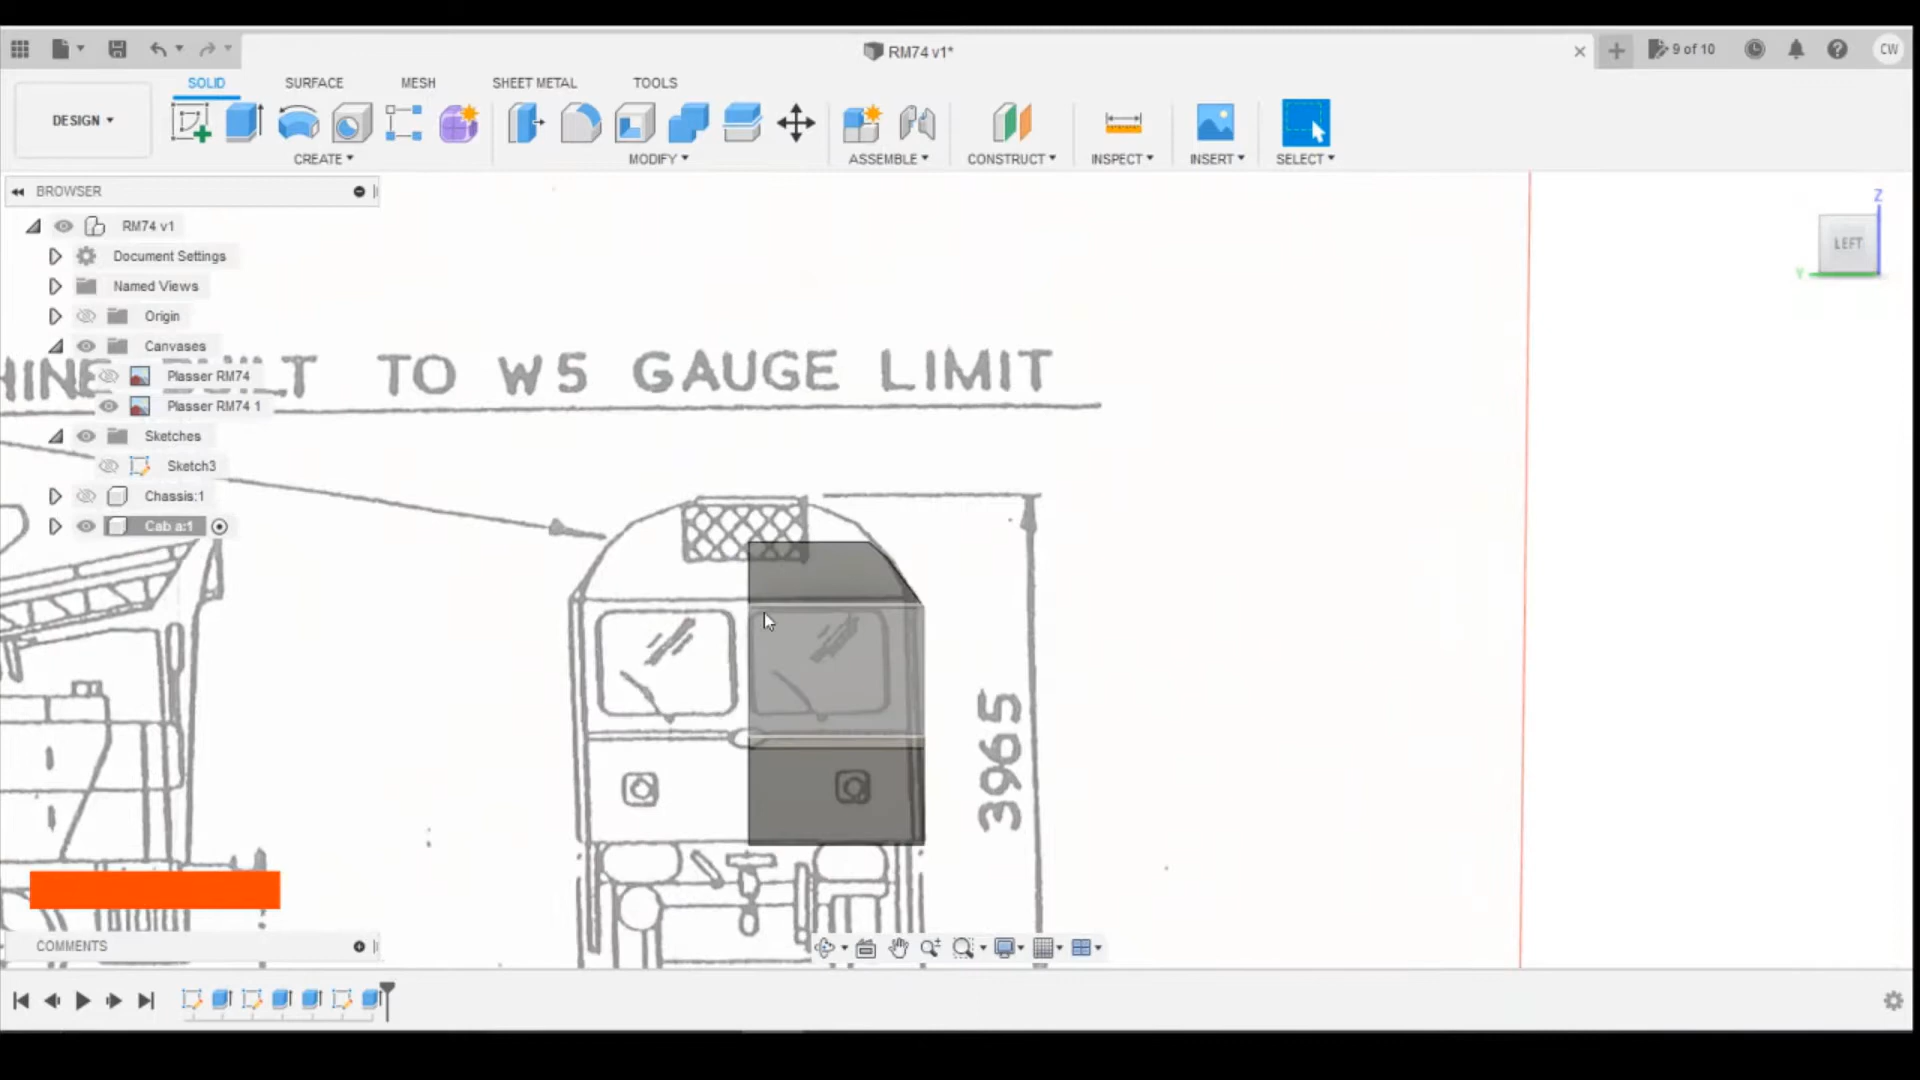 RM74 v1*
9 of 10
CW
DESIGN
SOLID
SURFACE
MESH
SHEET METAL
TOOLS
CREATE
MODIFY
ASSEMBLE
CONSTRUCT
INSPECT
INSERT
SELECT
BROWSER
RM74 v1
Document Settings
Named Views
Origin
Canvases
Plasser RM74
Plasser RM74 1
Sketches
Sketch3
Chassis:1
Cab a:1
TO W5 GAUGE LIMIT
3965
Z
LEFT
Y
COMMENTS